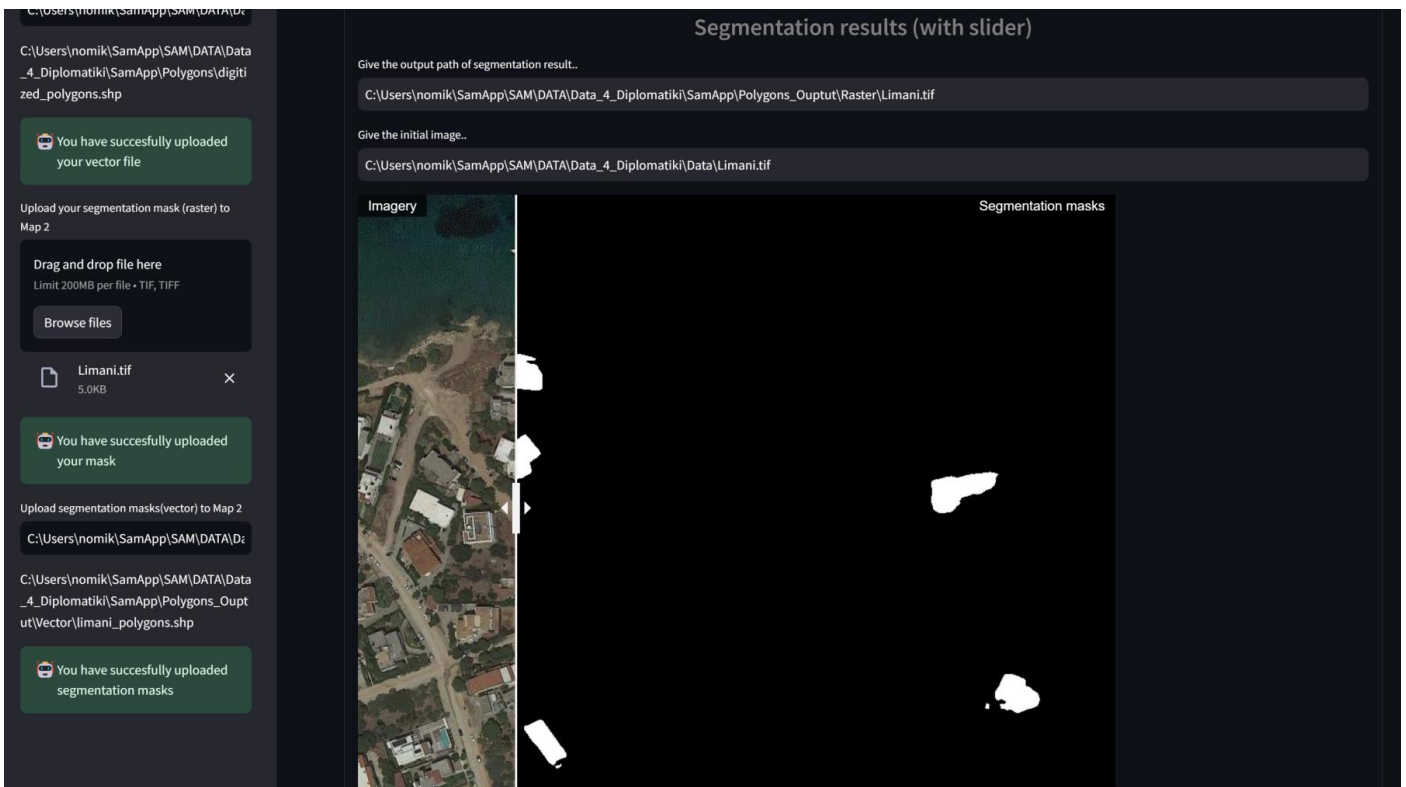 C:\Users\nomik\SamApp\SAM\DATA\Da
C:\Users\nomik\SamApp\SAM\DATA\Data
_4_Diplomatiki\SamApp\Polygons\digiti
zed_polygons.shp
You have succesfully uploaded
your vector file
Upload your segmentation mask (raster) to
Map 2
Drag and drop file here
Limit 200MB per file • TIF, TIFF
Browse files
Limani.tif
5.0KB
You have succesfully uploaded
your mask
Upload segmentation masks(vector) to Map 2
C:\Users\nomik\SamApp\SAM\DATA\Da
C:\Users\nomik\SamApp\SAM\DATA\Data
_4_Diplomatiki\SamApp\Polygons_Oupt
ut\Vector\limani_polygons.shp
You have succesfully uploaded
segmentation masks
Segmentation results (with slider)
Give the output path of segmentation result..
C:\Users\nomik\SamApp\SAM\DATA\Data_4_Diplomatiki\SamApp\Polygons_Ouptut\Raster\Limani.tif
Give the initial image..
C:\Users\nomik\SamApp\SAM\DATA\Data_4_Diplomatiki\Data\Limani.tif
Imagery
Segmentation masks